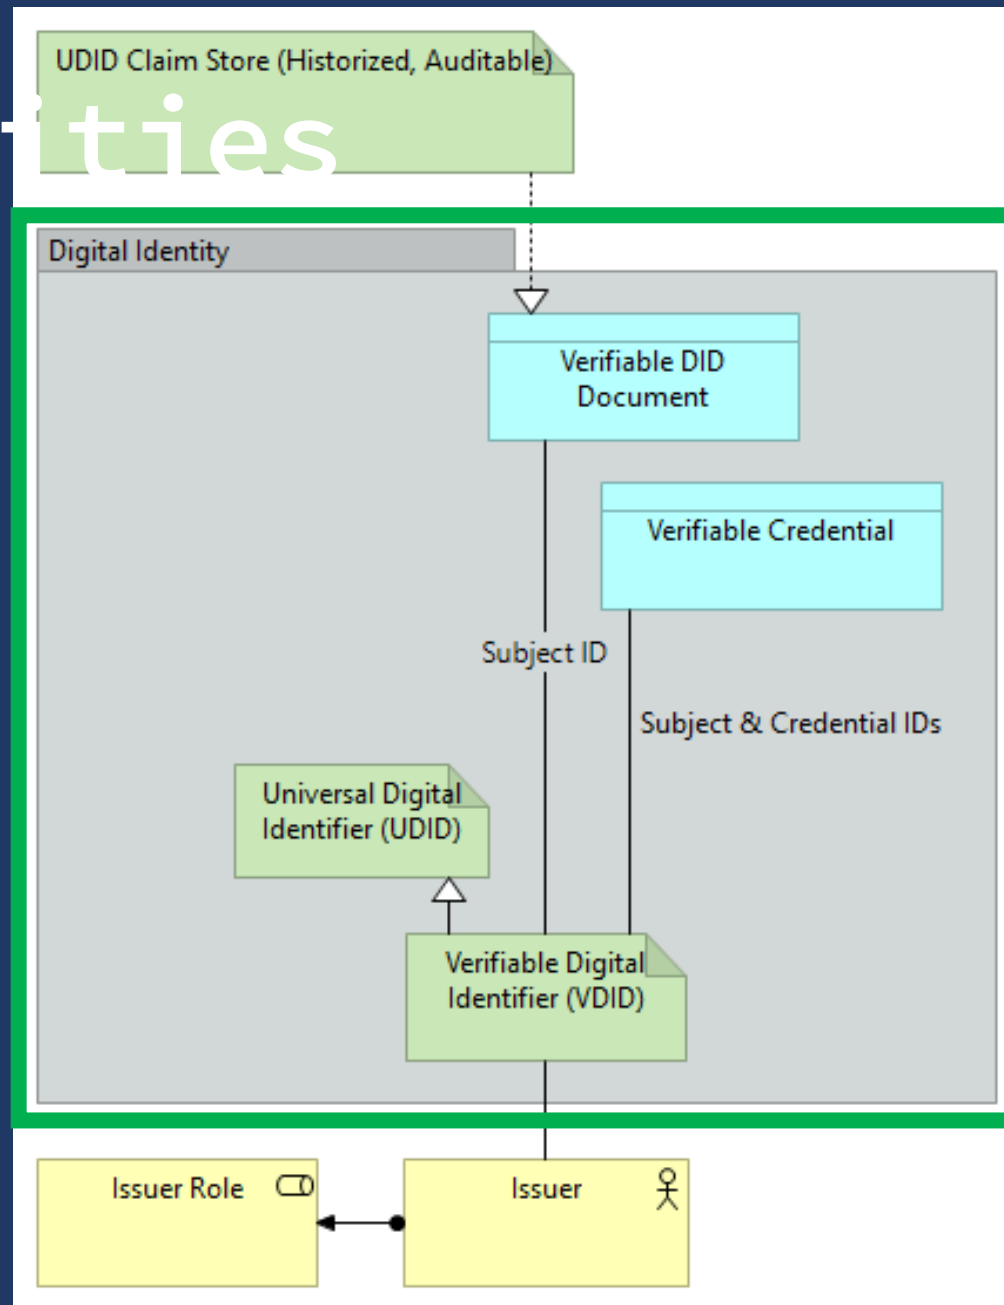 UDID Claim Store (Historized, Auditable)
ities
Digital Identity
Verifiable DID
Document
Verifiable Credential
Subject ID
Subject & Credential IDs
Universal Digital
Identifier (UDID)
Verifiable Digital
Identifier (VDID)
Issuer Role
Issuer